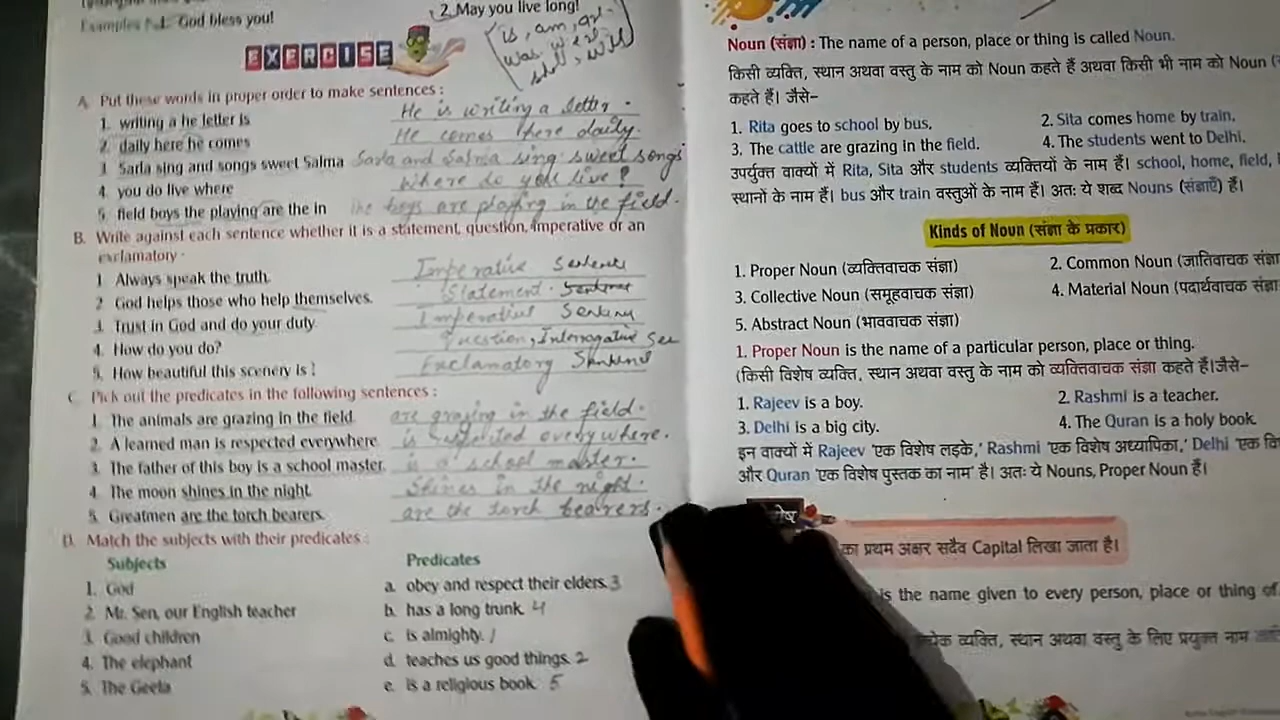 Examples : 1. God bless you!
2. May you live long!
is, am, ar
was, were
shall, will
EXERCISE
A. Put these words in proper order to make sentences :
1. writing a he letter is He is writing a letter.
2. daily here he comes He comes here daily.
3. Sarla sing and songs sweet Salma Sarla and Salma sing sweet songs
4. you do live where Where do you live?
5. field boys the playing are the in the boys are playing in the field.
B. Write against each sentence whether it is a statement, question, imperative or an
exclamatory.
1. Always speak the truth. Imperative Sentence
2. God helps those who help themselves. Statement Sentence
3. Trust in God and do your duty. Imperative Sentence
4. How do you do? Question, Interrogative Sen
5. How beautiful this scenery is! Exclamatory Sentence
C. Pick out the predicates in the following sentences :
1. The animals are grazing in the field. are grazing in the field.
2. A learned man is respected everywhere. is respected everywhere.
3. The father of this boy is a school master. is a school master.
4. The moon shines in the night. Shines in the night.
5. Greatmen are the torch bearers. are the torch bearers.
D. Match the subjects with their predicates :
Subjects Predicates
1. God a. obey and respect their elders. 3
2. Mr. Sen, our English teacher b. has a long trunk. 4
3. Good children c. is almighty. 1
4. The elephant d. teaches us good things. 2
5. The Geeta e. is a religious book. 5
Noun (संज्ञा) : The name of a person, place or thing is called Noun.
किसी व्यक्ति, स्थान अथवा वस्तु के नाम को Noun कहते हैं अथवा किसी भी नाम को Noun
कहते हैं। जैसे–
1. Rita goes to school by bus. 2. Sita comes home by train.
3. The cattle are grazing in the field. 4. The students went to Delhi.
उपर्युक्त वाक्यों में Rita, Sita और students व्यक्तियों के नाम हैं। school, home, field,
स्थानों के नाम हैं। bus और train वस्तुओं के नाम हैं। अतः ये शब्द Nouns (संज्ञाएँ) हैं।
Kinds of Noun (संज्ञा के प्रकार)
1. Proper Noun (व्यक्तिवाचक संज्ञा) 2. Common Noun (जातिवाचक संज्ञा
3. Collective Noun (समूहवाचक संज्ञा) 4. Material Noun (पदार्थवाचक संज्ञा
5. Abstract Noun (भाववाचक संज्ञा)
1. Proper Noun is the name of a particular person, place or thing.
(किसी विशेष व्यक्ति, स्थान अथवा वस्तु के नाम को व्यक्तिवाचक संज्ञा कहते हैं।जैसे–
1. Rajeev is a boy. 2. Rashmi is a teacher.
3. Delhi is a big city. 4. The Quran is a holy book.
इन वाक्यों में Rajeev 'एक विशेष लड़के,' Rashmi 'एक विशेष अध्यापिका,' Delhi 'एक
और Quran 'एक विशेष पुस्तक का नाम' है। अतः ये Nouns, Proper Noun हैं।
का प्रथम अक्षर सदैव Capital लिखा जाता है।
is the name given to every person, place or thing of
व्यक्ति, स्थान अथवा वस्तु के लिए प्रयुक्त नाम